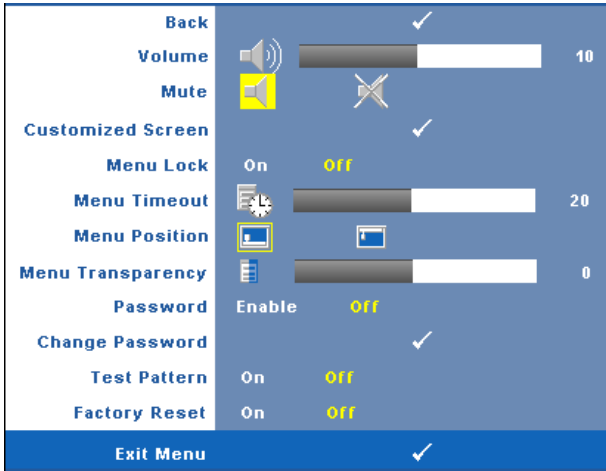 Back
Volume 10
Mute
Customized Screen
Menu Lock On Off
Menu Timeout 20
Menu Position
Menu Transparency 0
Password Enable Off
Change Password
Test Pattern On Off
Factory Reset On Off
Exit Menu